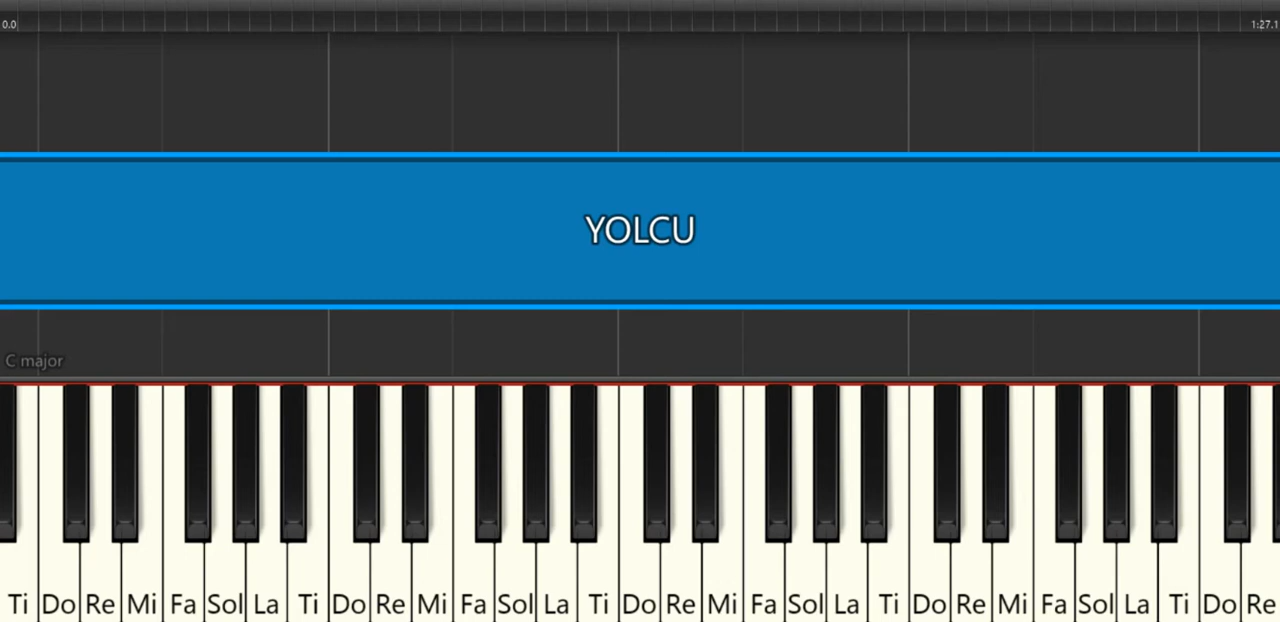 0.0 1:27.1
YOLCU
C major
Ti Do Re Mi Fa Sol La Ti Do Re Mi Fa Sol La Ti Do Re Mi Fa Sol La Ti Do Re Mi Fa Sol La Ti Do Re